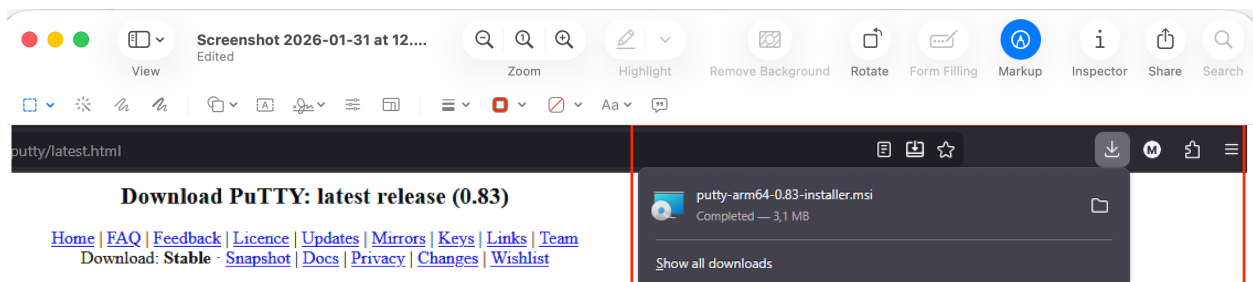 Screenshot 2026-01-31 at 12....
Edited
View
Zoom
Highlight
Remove Background
Rotate
Form Filling
Markup
Inspector
Share
Search
A
Aa
putty/latest.html
M
Download PuTTY: latest release (0.83)
Home | FAQ | Feedback | Licence | Updates | Mirrors | Keys | Links | Team
Download: Stable · Snapshot | Docs | Privacy | Changes | Wishlist
putty-arm64-0.83-installer.msi
Completed — 3,1 MB
Show all downloads